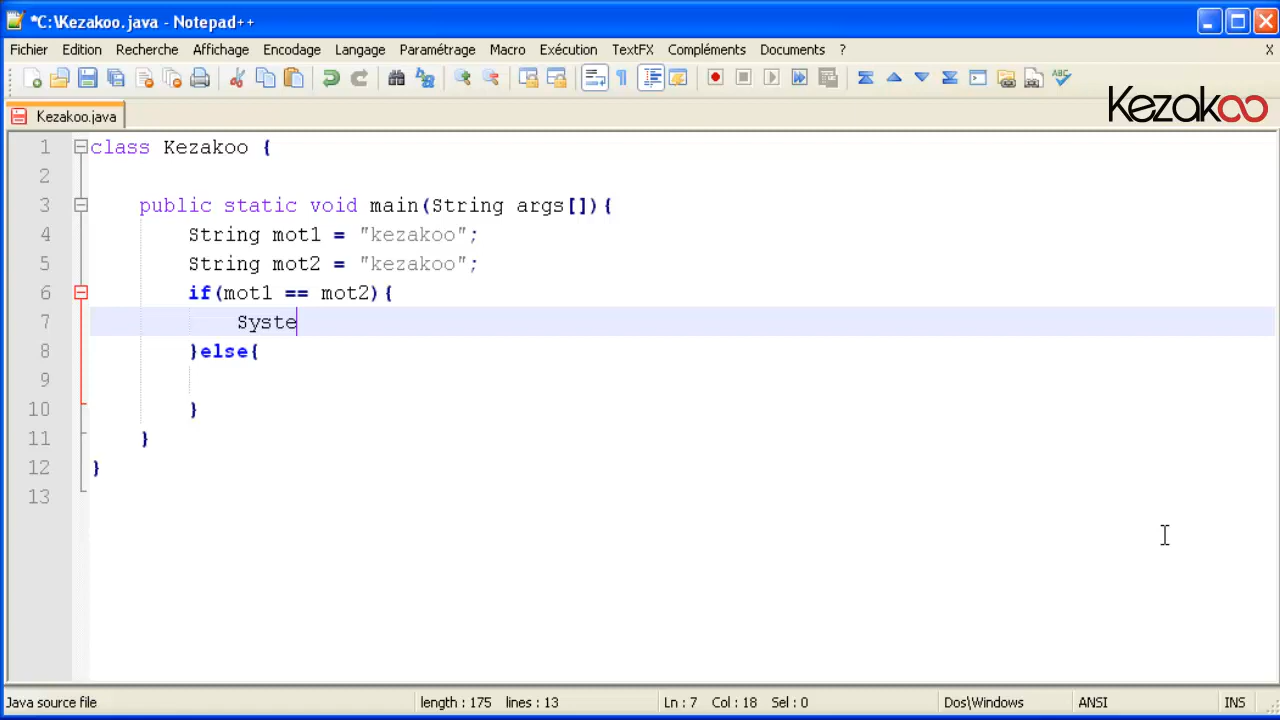 *C:\Kezakoo.java - Notepad++
Fichier Edition Recherche Affichage Encodage Langage Paramétrage Macro Exécution TextFX Compléments Documents ? X
Kezakoo.java
Kezakoo
1 class Kezakoo {
2
3 public static void main(String args[]){
4 String mot1 = "kezakoo";
5 String mot2 = "kezakoo";
6 if(mot1 == mot2){
7 Syste
8 }else{
9
10 }
11 }
12 }
13
Java source file length : 175 lines : 13 Ln : 7 Col : 18 Sel : 0 Dos\Windows ANSI INS